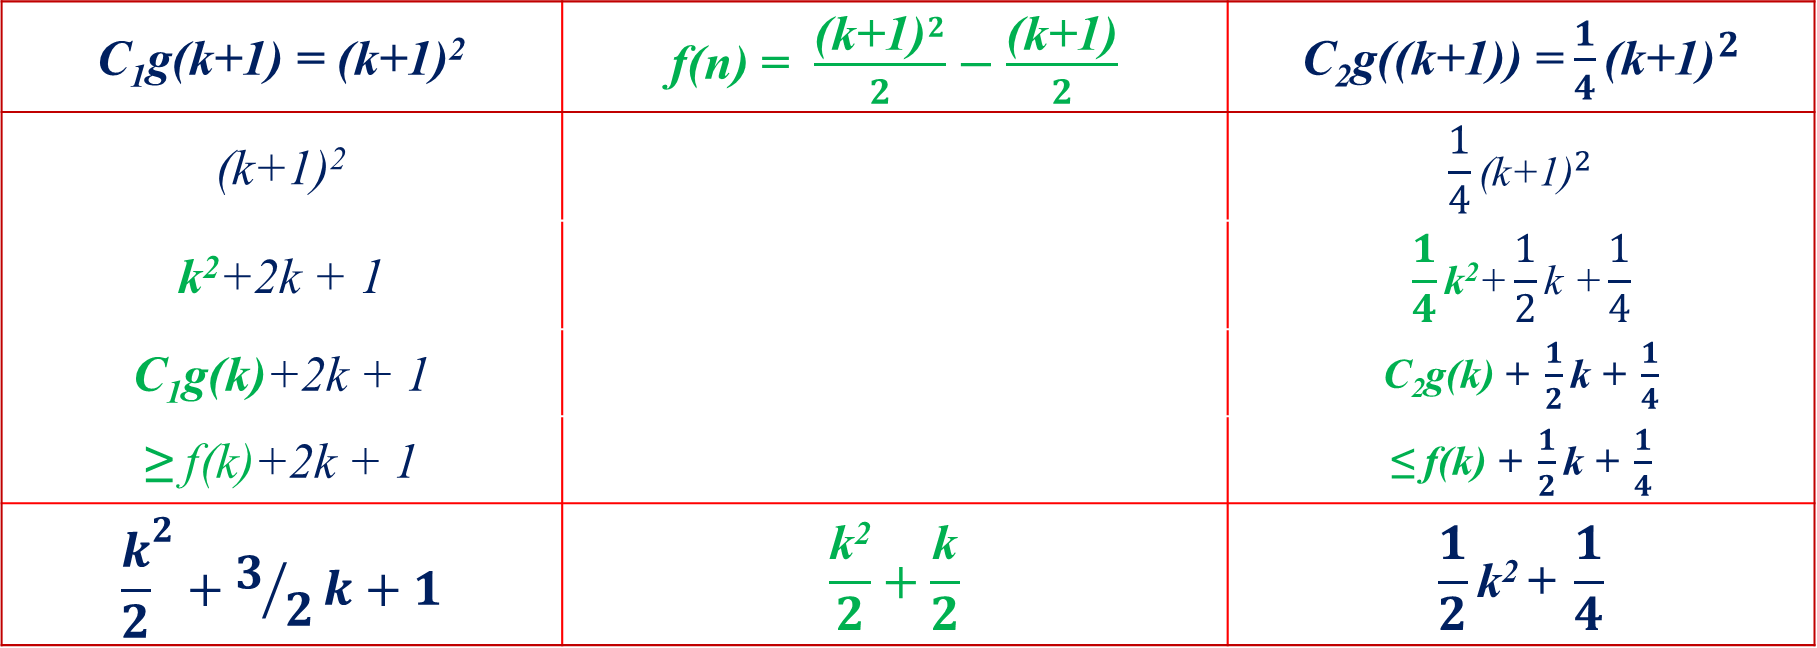 C₁g(k+1) = (k+1)²
f(n) = (k+1)²/2 − (k+1)/2
C₂g((k+1)) = 1/4 (k+1)²
(k+1)²
1/4 (k+1)²
k²+2k + 1
1/4 k²+ 1/2 k + 1/4
C₁g(k)+2k + 1
C₂g(k) + 1/2 k + 1/4
≥ f(k)+2k + 1
≤ f(k) + 1/2 k + 1/4
k²/2 + 3/2 k + 1
k²/2 + k/2
1/2 k² + 1/4